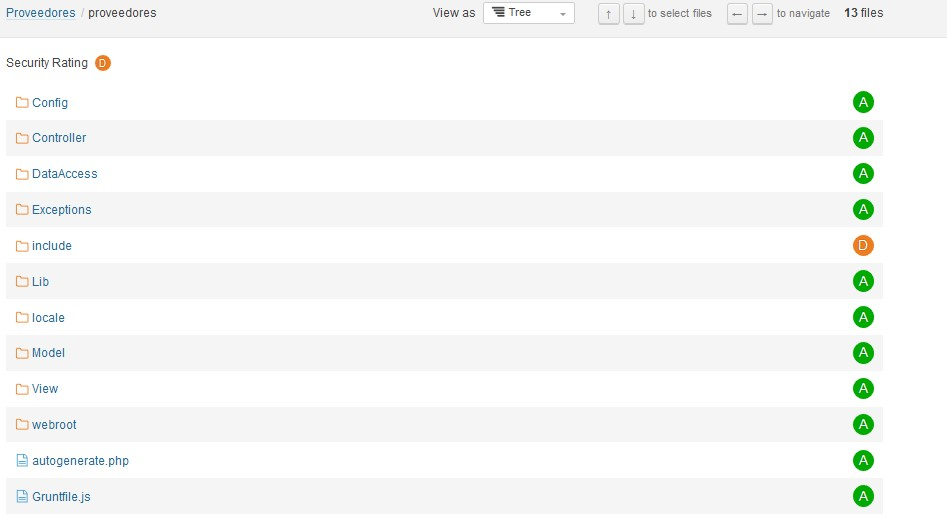 Proveedores / proveedores View as Tree ↑ ↓ to select files ← → to navigate 13 files
Security Rating D
Config A
Controller A
DataAccess A
Exceptions A
include D
Lib A
locale A
Model A
View A
webroot A
autogenerate.php A
Gruntfile.js A